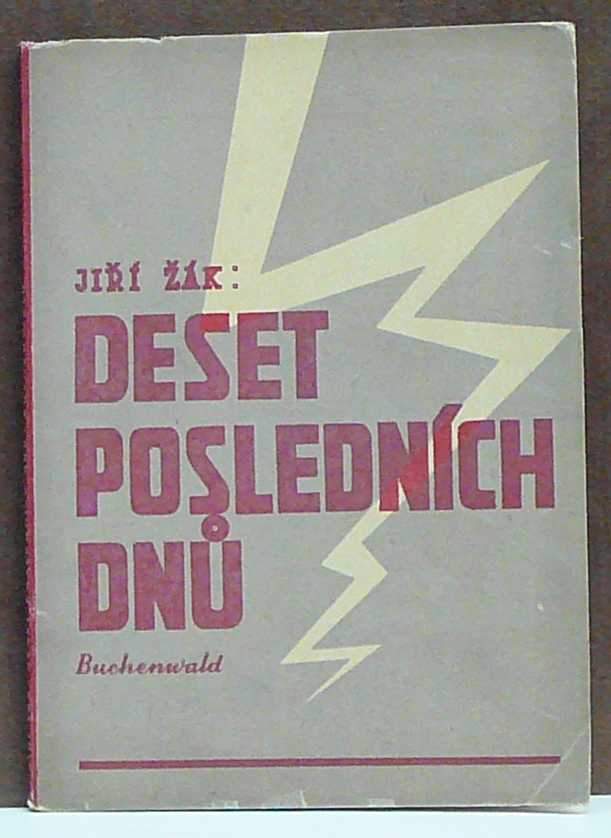 JIŘÍ ŽÁK:
DESET
POSLEDNÍCH
DNŮ
Buchenwald